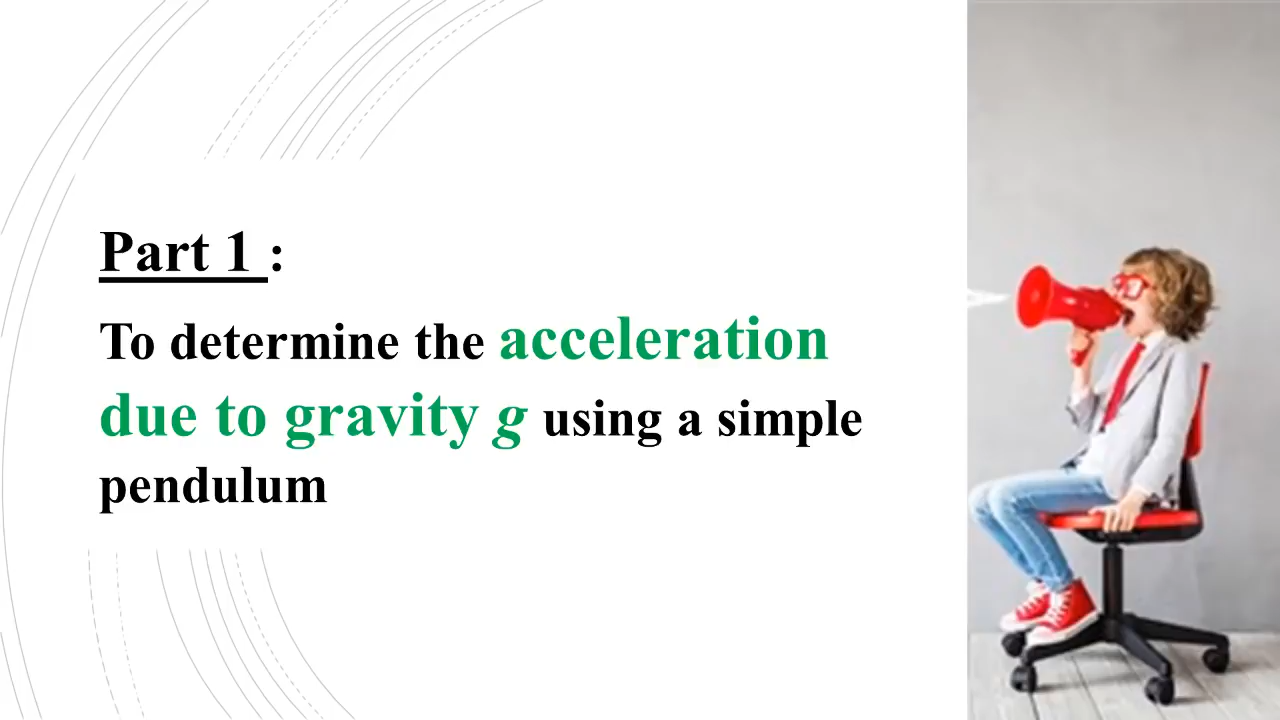 Part 1 :
To determine the acceleration
due to gravity g using a simple
pendulum